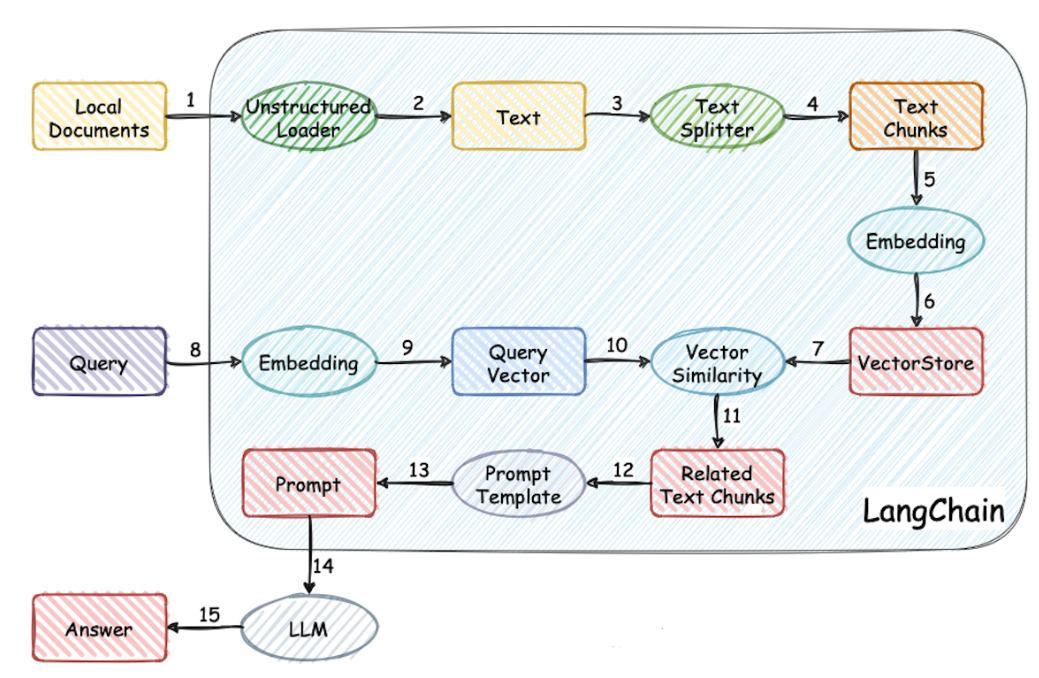 1
2
3
4
Local
Documents
Unstructured
Loader
Text
Text
Splitter
Text
Chunks
5
Embedding
6
8
9
10
7
Query
Embedding
Query
Vector
Vector
Similarity
VectorStore
11
13
12
Prompt
Prompt
Template
Related
Text Chunks
LangChain
14
15
Answer
LLM